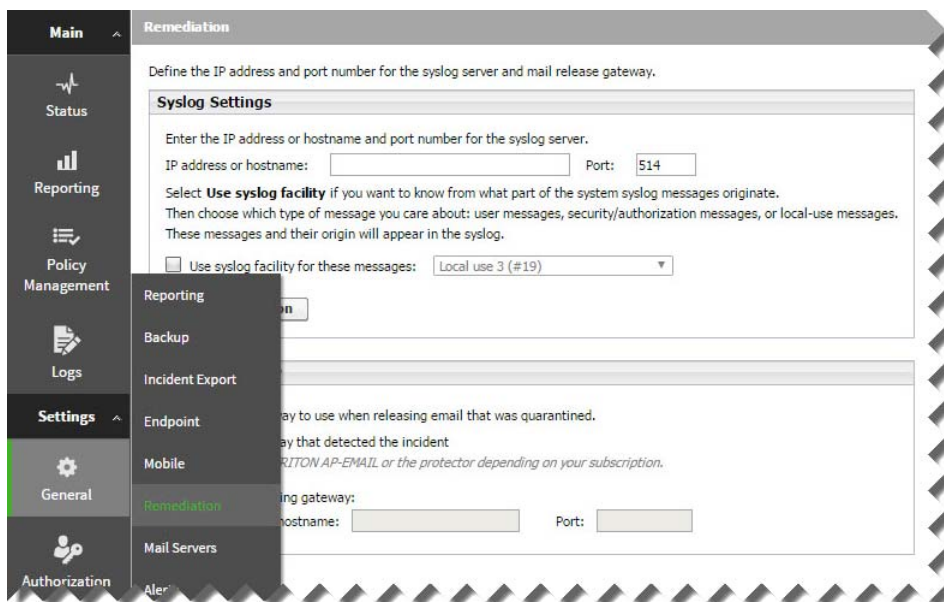 Main
Status
Reporting
Policy
Management
Logs
Settings
General
Authorization
Reporting
Backup
Incident Export
Endpoint
Mobile
Remediation
Mail Servers
Remediation
Define the IP address and port number for the syslog server and mail release gateway.
Syslog Settings
Enter the IP address or hostname and port number for the syslog server.
IP address or hostname: Port: 514
Select Use syslog facility if you want to know from what part of the system syslog messages originate.
Then choose which type of message you care about: user messages, security/authorization messages, or local-use messages.
These messages and their origin will appear in the syslog.
Use syslog facility for these messages: Local use 3 (#19)
to use when releasing email that was quarantined.
that detected the incident
AP-EMAIL or the protector depending on your subscription.
gateway:
Port: